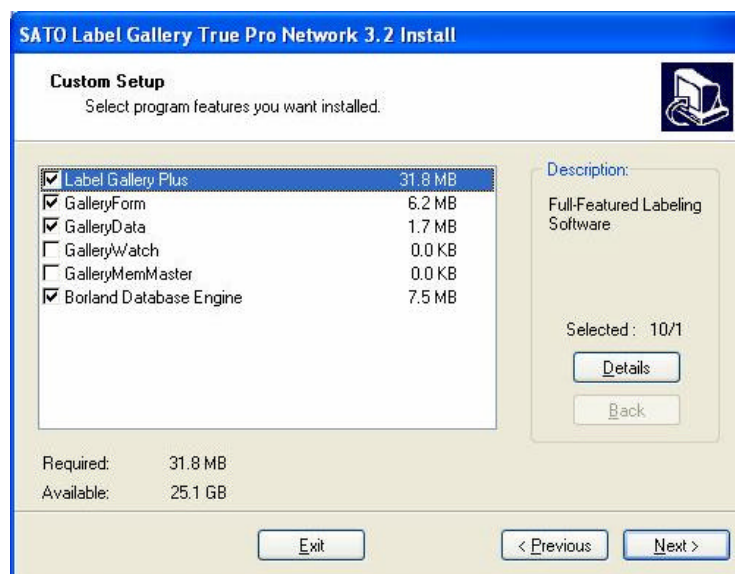 SATO Label Gallery True Pro Network 3.2 Install
Custom Setup
Select program features you want installed.
Label Gallery Plus 31.8 MB
GalleryForm 6.2 MB
GalleryData 1.7 MB
GalleryWatch 0.0 KB
GalleryMemMaster 0.0 KB
Borland Database Engine 7.5 MB
Description:
Full-Featured Labeling
Software
Selected : 10/1
Details
Back
Required: 31.8 MB
Available: 25.1 GB
Exit
< Previous
Next >